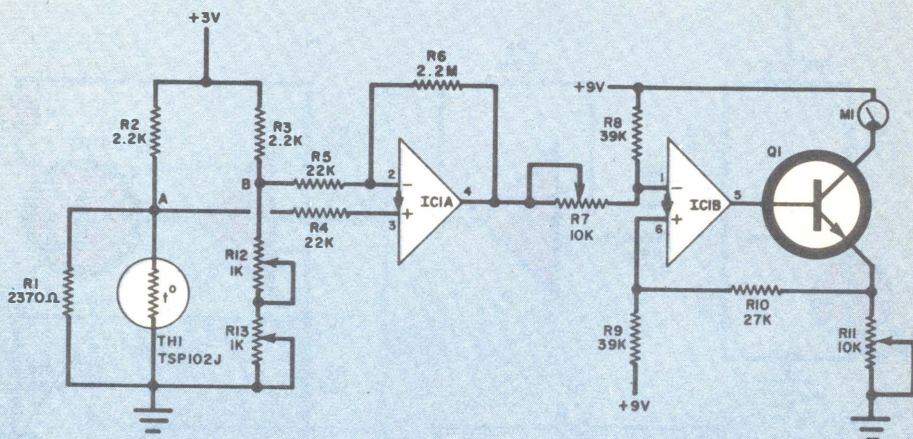 +3V
R2
2.2K
R3
2.2K
R6
2.2M
R5
22K
R4
22K
A
B
2
-
3
+
IC1A
4
R1
2370Ω
t°
TH1
TSP102J
R12
1K
R13
1K
R7
10K
+9V
R8
39K
1
-
6
+
IC1B
5
Q1
M1
R9
39K
+9V
R10
27K
R11
10K